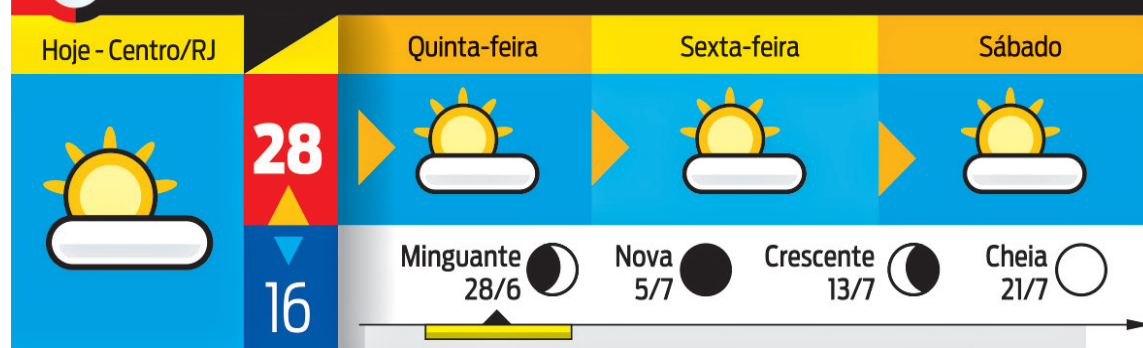 Hoje - Centro/RJ
28
16
Quinta-feira
Sexta-feira
Sábado
Minguante
28/6
Nova
5/7
Crescente
13/7
Cheia
21/7